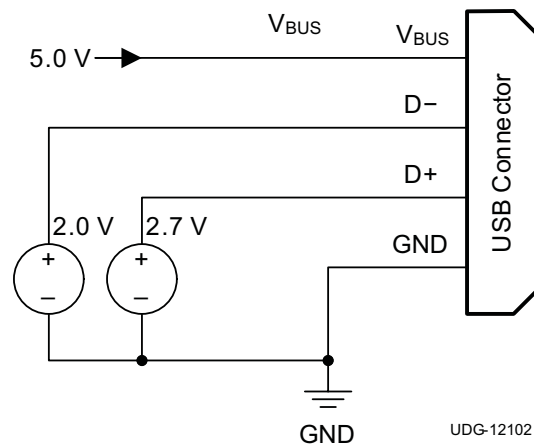 VBUS
VBUS
5.0 V
D−
D+
2.0 V
2.7 V
+
−
+
−
GND
USB Connector
GND
UDG-12102